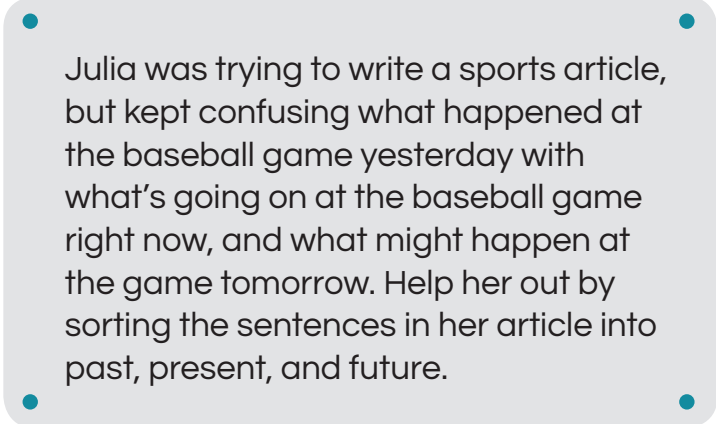 Julia was trying to write a sports article,
but kept confusing what happened at
the baseball game yesterday with
what’s going on at the baseball game
right now, and what might happen at
the game tomorrow. Help her out by
sorting the sentences in her article into
past, present, and future.